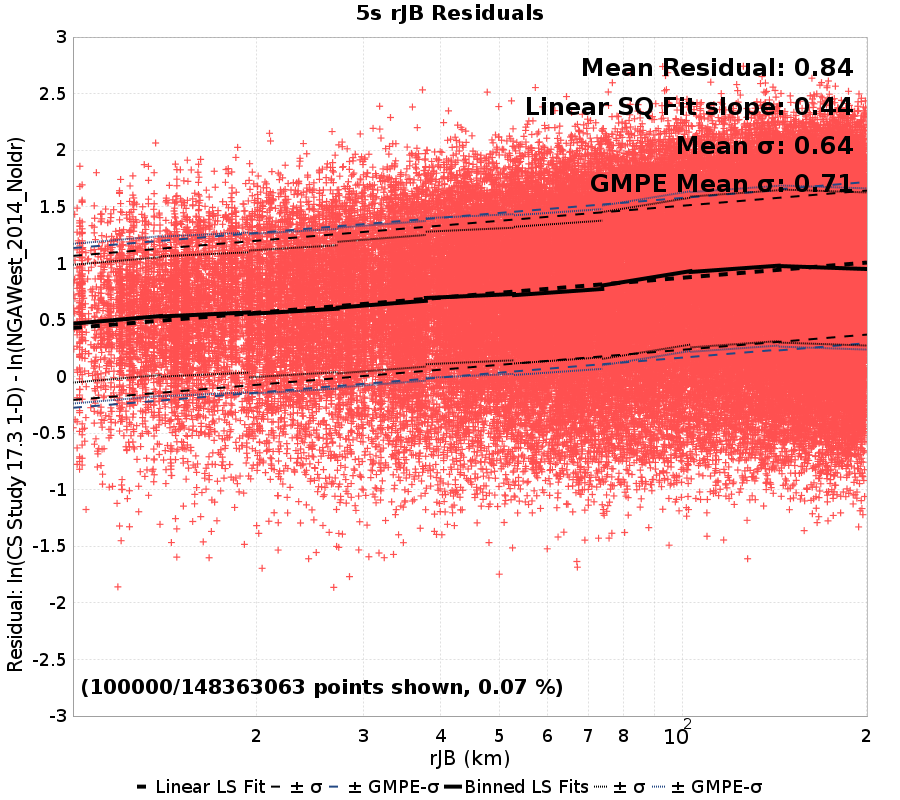 5s rJB Residuals
Mean Residual: 0.84
Linear SQ Fit slope: 0.44
Mean σ: 0.64
GMPE Mean σ: 0.71
3
2.5
2
1.5
1
0.5
0
-0.5
-1
-1.5
-2
-2.5
-3
Residual: ln(CS Study 17.3 1-D) - ln(NGAWest_2014_NoIdr)
(100000/148363063 points shown, 0.07 %)
2 3 4 5 6 7 8 10² 2
rJB (km)
Linear LS Fit ± σ ± GMPE-σ Binned LS Fits ± σ ± GMPE-σ